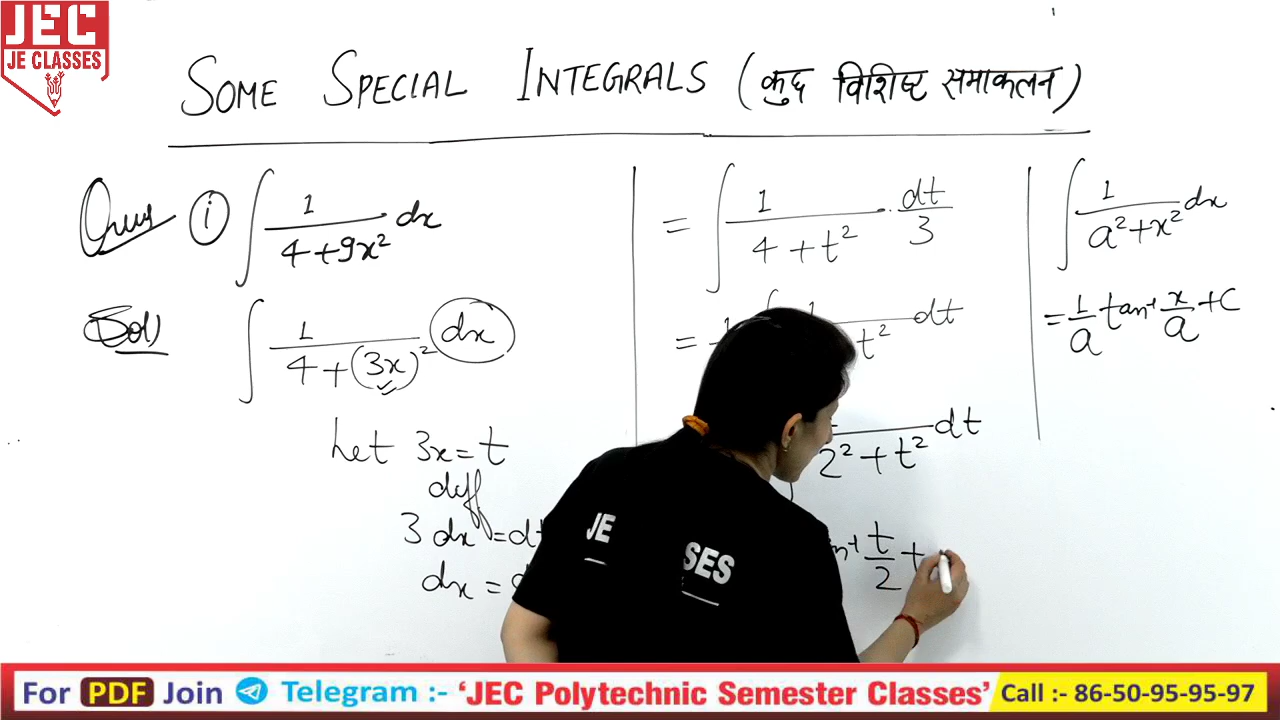 JEC
JE CLASSES
SOME SPECIAL INTEGRALS (कुछ विशिष्ट समाकलन)
Ques (i) ∫ 1/(4+9x²) dx
Sol ∫ 1/(4+(3x)²) dx
Let 3x = t
diff
3 dx = dt
dx =
= ∫ 1/(4+t²) · dt/3
= t² dt
2² + t² dt
t/2 +
∫ 1/(a²+x²) dx
= 1/a tan⁻¹ x/a + C
JE SES
For PDF Join Telegram :- 'JEC Polytechnic Semester Classes' Call :- 86-50-95-95-97